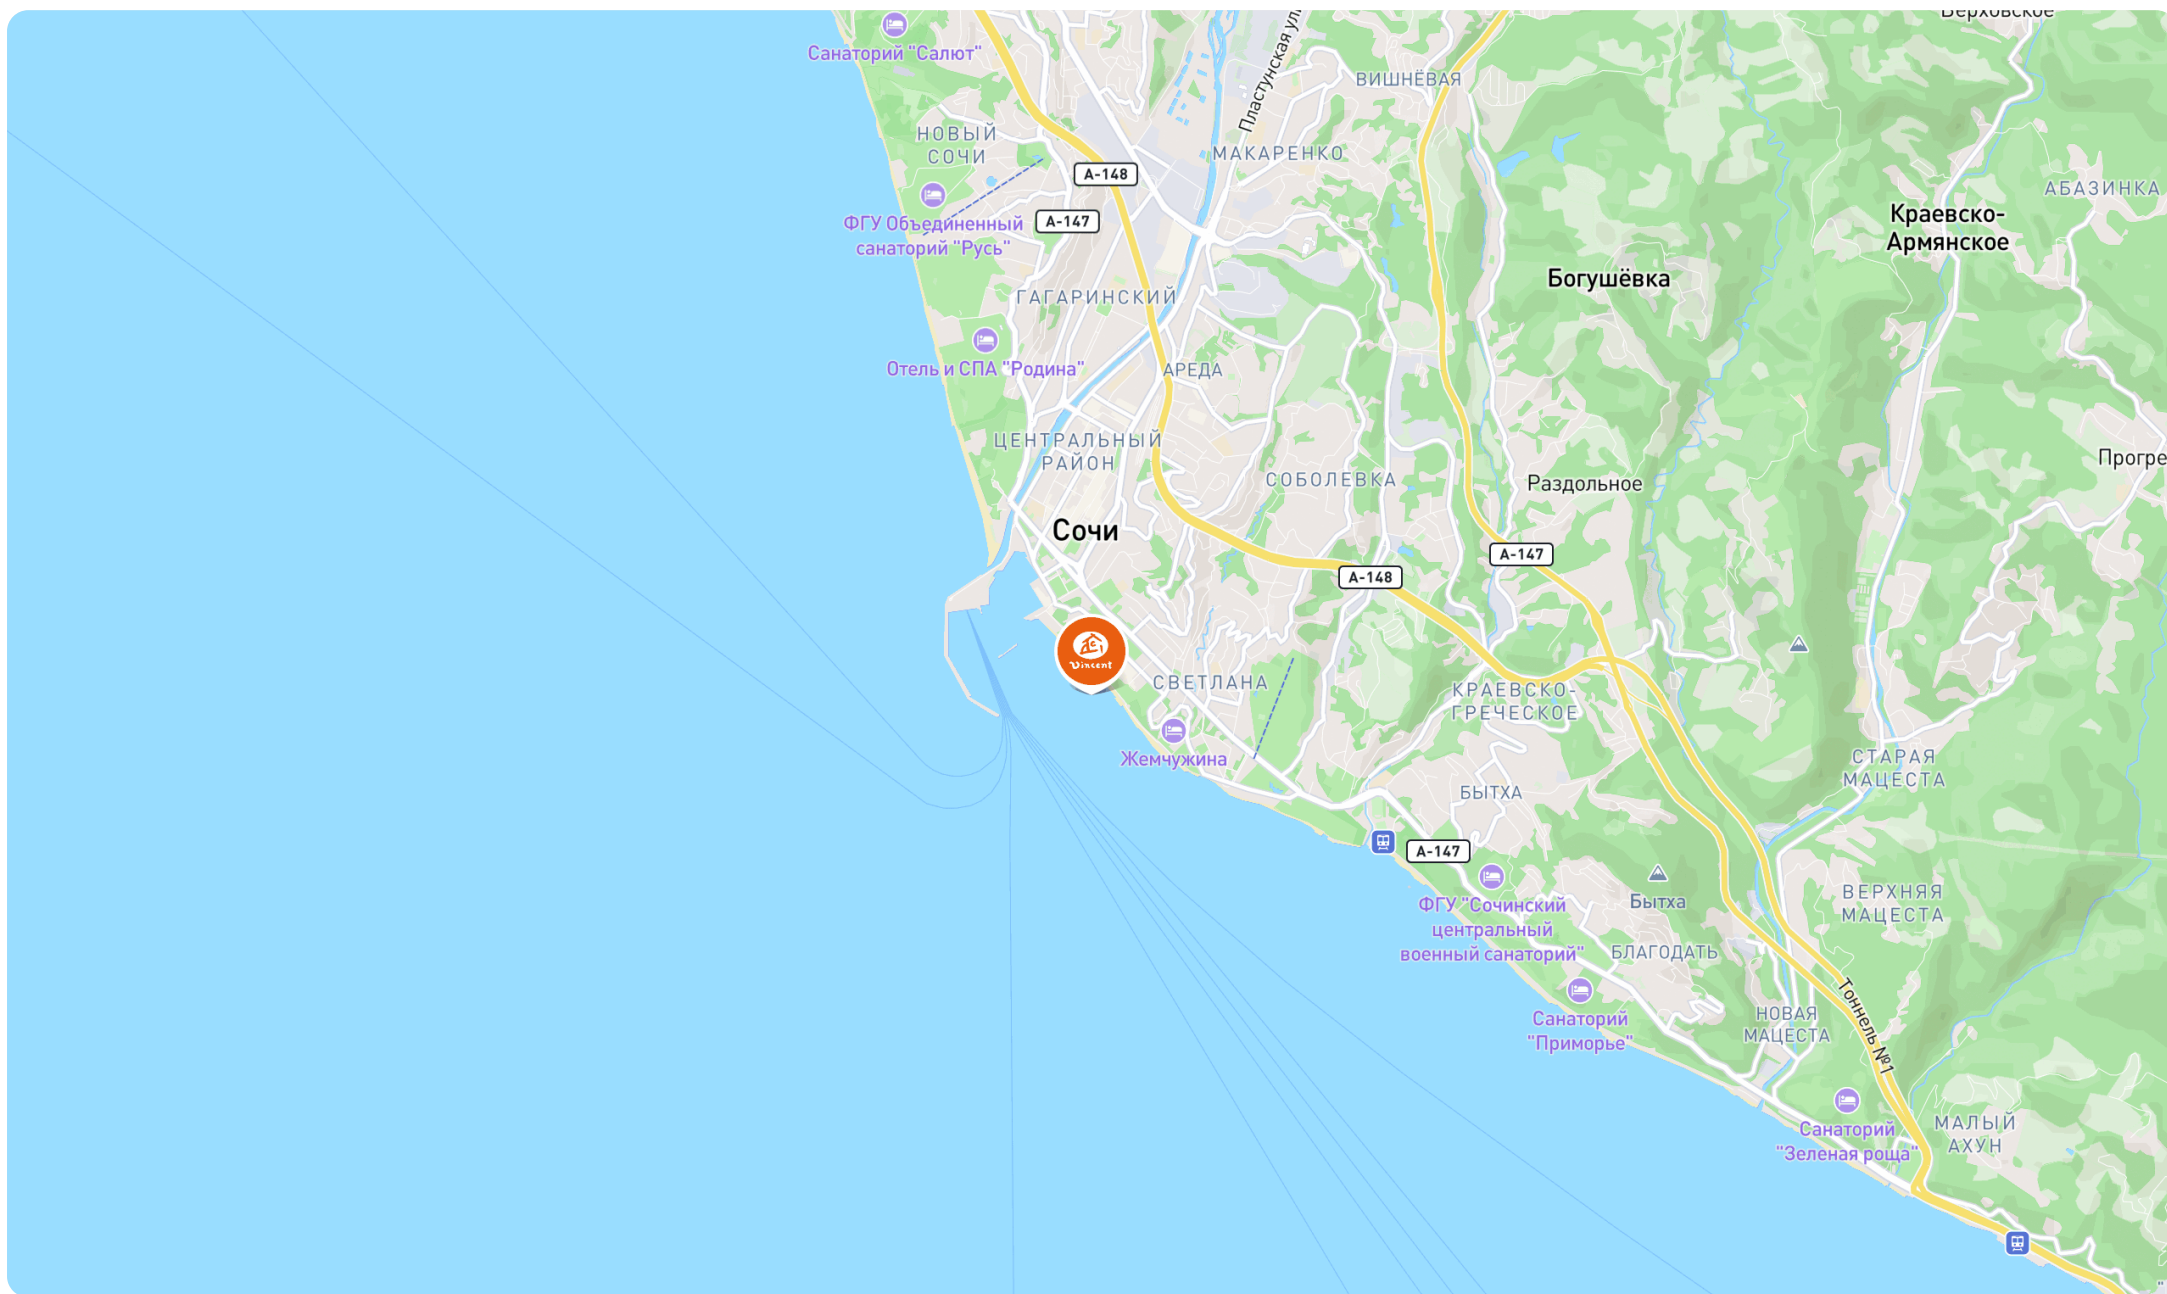 Верховское
Санаторий "Салют"
Пластунская ул
ВИШНЁВАЯ
НОВЫЙ
СОЧИ
МАКАРЕНКО
А-148
АБАЗИНКА
ФГУ Объединенный
санаторий "Русь"
А-147
Краевско-
Армянское
Богушёвка
ГАГАРИНСКИЙ
Отель и СПА "Родина"
АРЕДА
ЦЕНТРАЛЬНЫЙ
РАЙОН
Прогре
СОБОЛЕВКА
Раздольное
Сочи
А-147
А-148
Vincent
СВЕТЛАНА
КРАЕВСКО-
ГРЕЧЕСКОЕ
Жемчужина
СТАРАЯ
МАЦЕСТА
БЫТХА
А-147
ФГУ "Сочинский
центральный
военный санаторий"
Бытха
ВЕРХНЯЯ
МАЦЕСТА
БЛАГОДАТЬ
Санаторий
"Приморье"
НОВАЯ
МАЦЕСТА
Тоннель №1
Санаторий
"Зеленая роща"
МАЛЫЙ
АХУН